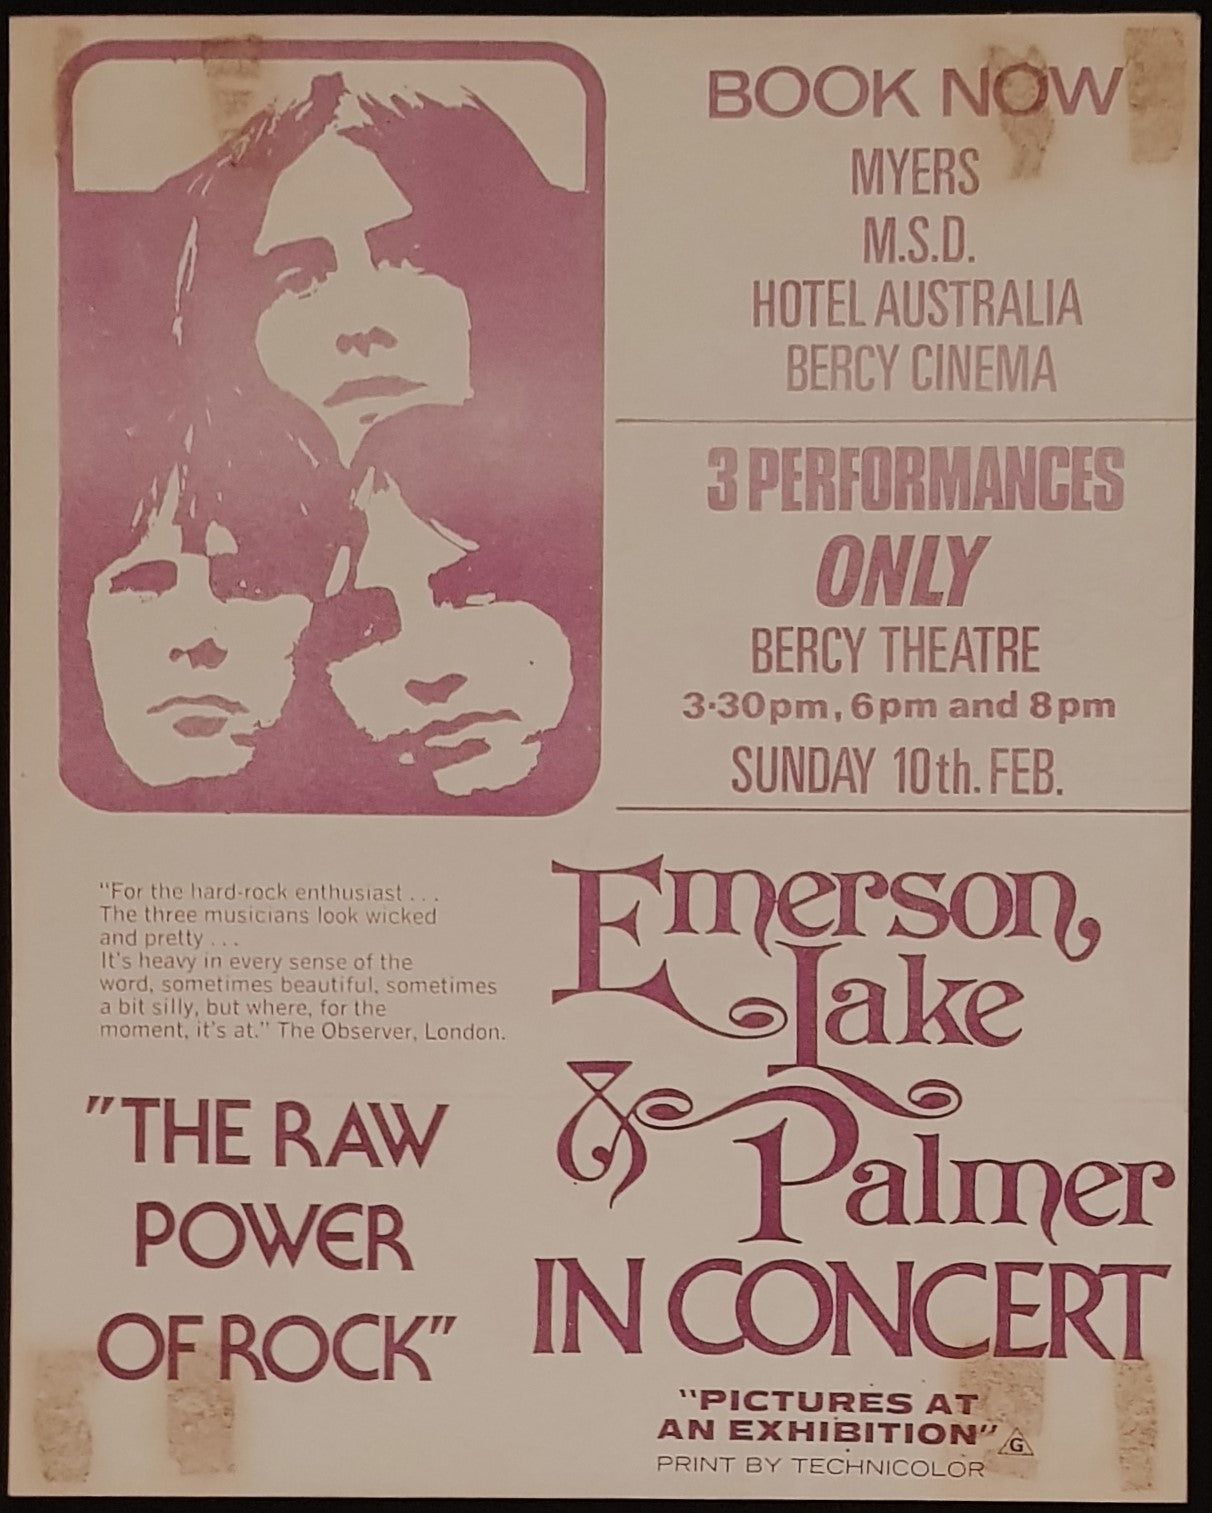 BOOK NOW
MYERS
M.S.D.
HOTEL AUSTRALIA
BERCY CINEMA
3 PERFORMANCES
ONLY
BERCY THEATRE
3·30pm, 6pm and 8pm
SUNDAY 10th. FEB.
"For the hard-rock enthusiast . . .
The three musicians look wicked
and pretty . . .
It's heavy in every sense of the
word, sometimes beautiful, sometimes
a bit silly, but where, for the
moment, it's at." The Observer, London.
"THE RAW
POWER
OF ROCK"
Emerson,
Lake
&
Palmer
IN CONCERT
"PICTURES AT
AN EXHIBITION" G
PRINT BY TECHNICOLOR